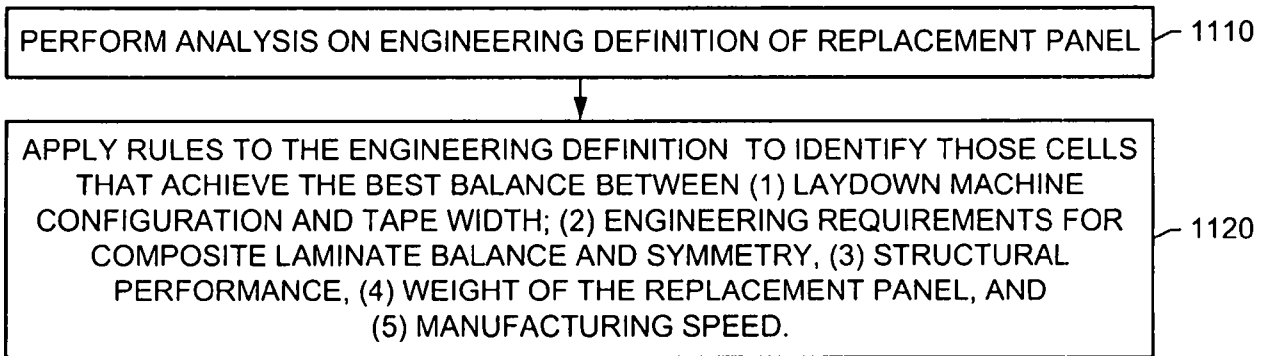 PERFORM ANALYSIS ON ENGINEERING DEFINITION OF REPLACEMENT PANEL
1110
APPLY RULES TO THE ENGINEERING DEFINITION TO IDENTIFY THOSE CELLS
THAT ACHIEVE THE BEST BALANCE BETWEEN (1) LAYDOWN MACHINE
CONFIGURATION AND TAPE WIDTH; (2) ENGINEERING REQUIREMENTS FOR
COMPOSITE LAMINATE BALANCE AND SYMMETRY, (3) STRUCTURAL
PERFORMANCE, (4) WEIGHT OF THE REPLACEMENT PANEL, AND
(5) MANUFACTURING SPEED.
1120